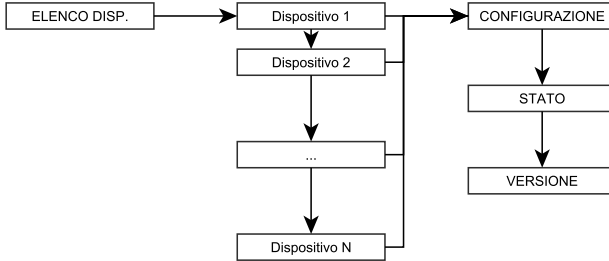 ELENCO DISP.
Dispositivo 1
CONFIGURAZIONE
Dispositivo 2
STATO
...
VERSIONE
Dispositivo N